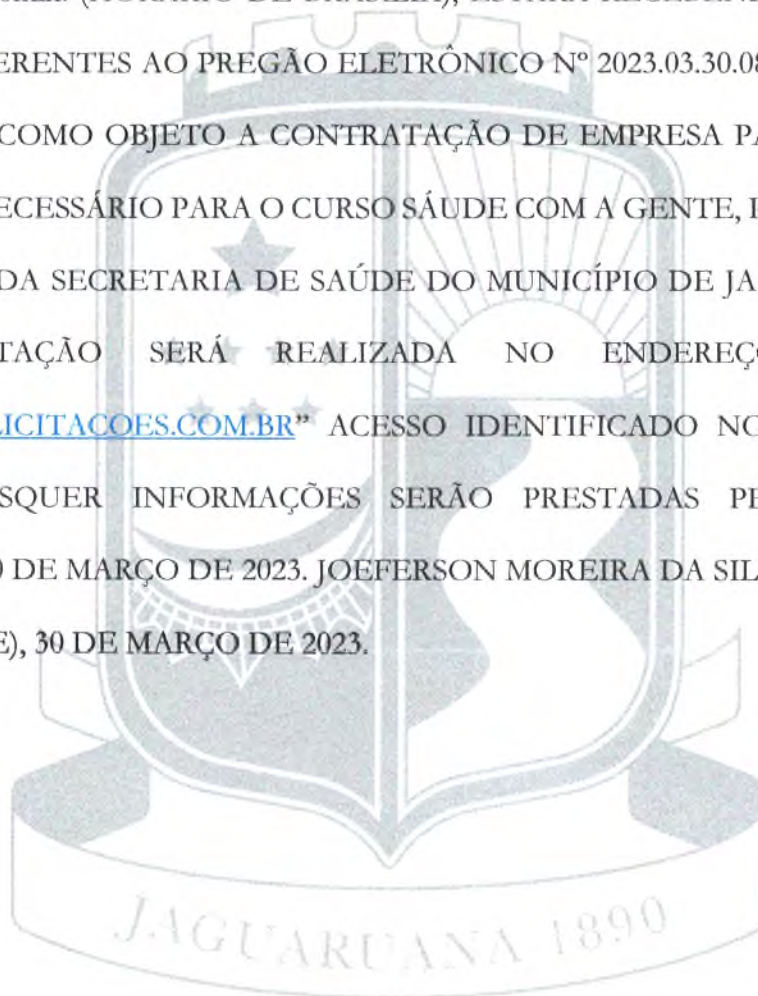 (HORÁRIO DE BRASÍLIA), ESTARÁ RECEBEN
ERENTES AO PREGÃO ELETRÔNICO Nº 2023.03.30.08
COMO OBJETO A CONTRATAÇÃO DE EMPRESA PA
ECESSÁRIO PARA O CURSO SÁUDE COM A GENTE,
DA SECRETARIA DE SAÚDE DO MUNICÍPIO DE JA
TAÇÃO SERÁ REALIZADA NO ENDEREÇ
LICITACOES.COM.BR” ACESSO IDENTIFICADO NO
SQUER INFORMAÇÕES SERÃO PRESTADAS PE
0 DE MARÇO DE 2023. JOEFERSON MOREIRA DA SIL
E), 30 DE MARÇO DE 2023.
JAGUARUANA 1890